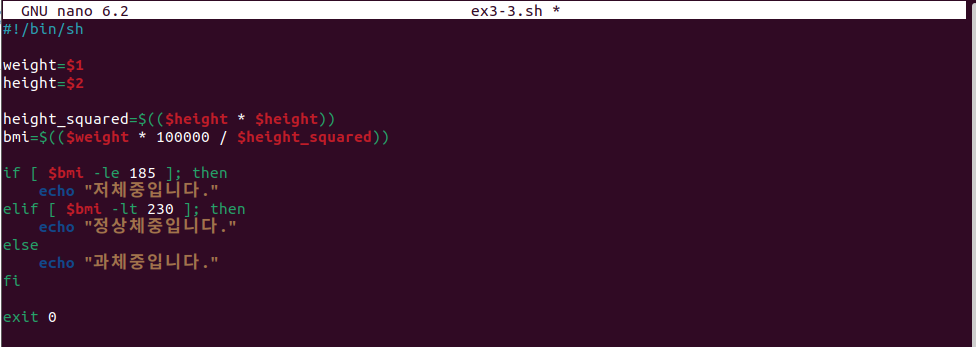 GNU nano 6.2 ex3-3.sh *
#!/bin/sh
weight=$1
height=$2
height_squared=$(($height * $height))
bmi=$(($weight * 100000 / $height_squared))
if [ $bmi -le 185 ]; then
    echo "저체중입니다."
elif [ $bmi -lt 230 ]; then
    echo "정상체중입니다."
else
    echo "과체중입니다."
fi
exit 0